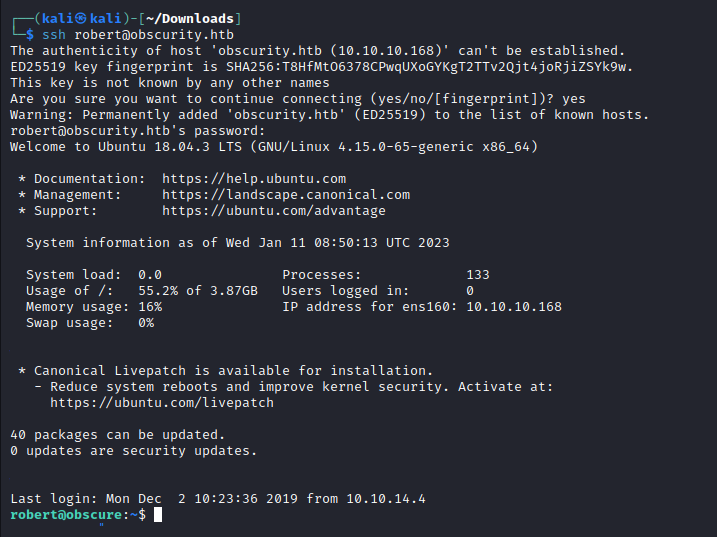 ┌──(kali㉿kali)-[~/Downloads]
└─$ ssh robert@obscurity.htb
The authenticity of host 'obscurity.htb (10.10.10.168)' can't be established.
ED25519 key fingerprint is SHA256:T8HfMtO6378CPwqUXoGYKgT2TTv2Qjt4joRjiZSYk9w.
This key is not known by any other names
Are you sure you want to continue connecting (yes/no/[fingerprint])? yes
Warning: Permanently added 'obscurity.htb' (ED25519) to the list of known hosts.
robert@obscurity.htb's password:
Welcome to Ubuntu 18.04.3 LTS (GNU/Linux 4.15.0-65-generic x86_64)

 * Documentation:  https://help.ubuntu.com
 * Management:     https://landscape.canonical.com
 * Support:        https://ubuntu.com/advantage

  System information as of Wed Jan 11 08:50:13 UTC 2023

  System load:  0.0               Processes:             133
  Usage of /:   55.2% of 3.87GB   Users logged in:       0
  Memory usage: 16%               IP address for ens160: 10.10.10.168
  Swap usage:   0%

 * Canonical Livepatch is available for installation.
   - Reduce system reboots and improve kernel security. Activate at:
     https://ubuntu.com/livepatch

40 packages can be updated.
0 updates are security updates.

Last login: Mon Dec  2 10:23:36 2019 from 10.10.14.4
robert@obscure:~$